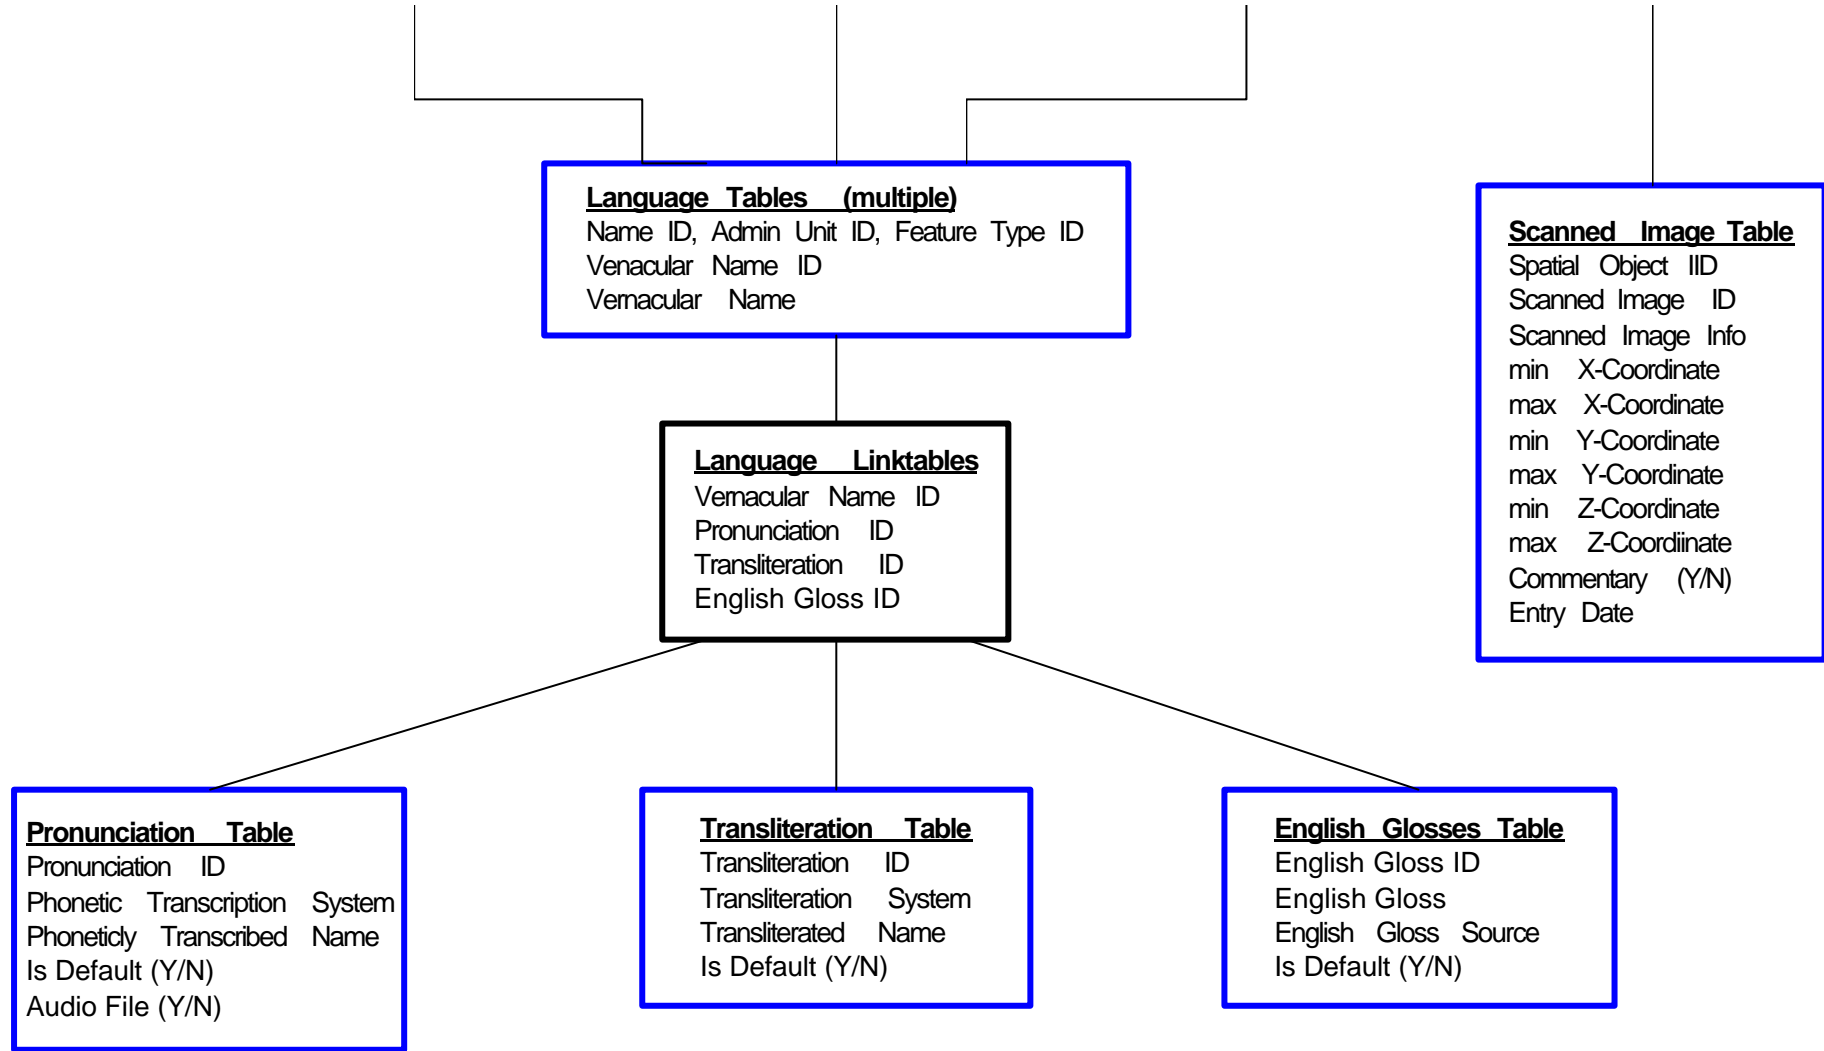 Language Tables (multiple)
Name ID, Admin Unit ID, Feature Type ID
Venacular Name ID
Vernacular Name
Scanned Image Table
Spatial Object IID
Scanned Image ID
Scanned Image Info
min X-Coordinate
max X-Coordinate
min Y-Coordinate
max Y-Coordinate
min Z-Coordinate
max Z-Coordiinate
Commentary (Y/N)
Entry Date
Language Linktables
Vernacular Name ID
Pronunciation ID
Transliteration ID
English Gloss ID
Pronunciation Table
Pronunciation ID
Phonetic Transcription System
Phoneticly Transcribed Name
Is Default (Y/N)
Audio File (Y/N)
Transliteration Table
Transliteration ID
Transliteration System
Transliterated Name
Is Default (Y/N)
English Glosses Table
English Gloss ID
English Gloss
English Gloss Source
Is Default (Y/N)